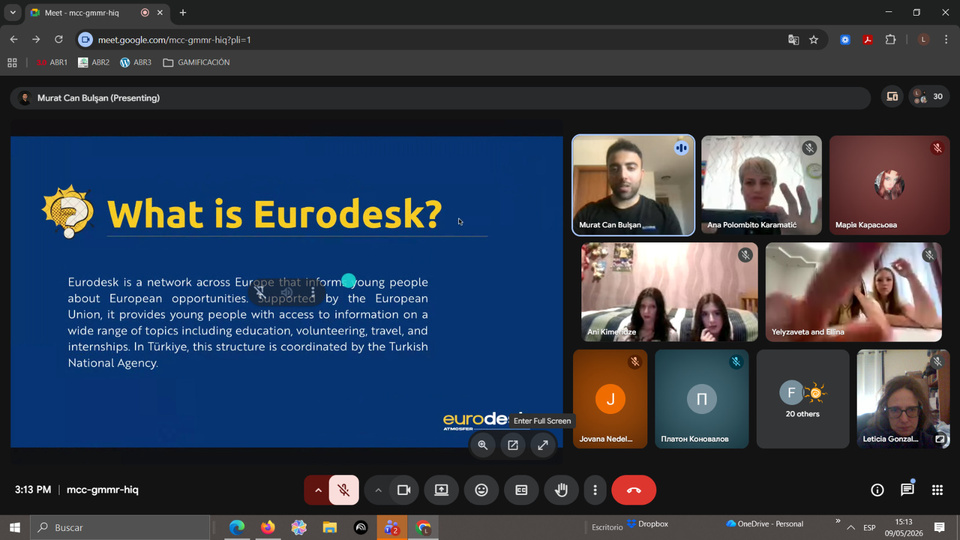 Meet - mcc-gmmr-hiq
meet.google.com/mcc-gmmr-hiq?pli=1
L
ABR1
ABR2
ABR3
GAMIFICACIÓN
Murat Can Bulşan (Presenting)
30
What is Eurodesk?
Eurodesk is a network across Europe that inform young people
about European opportunities. Supported by the European
Union, it provides young people with access to information on a
wide range of topics including education, volunteering, travel, and
internships. In Türkiye, this structure is coordinated by the Turkish
National Agency.
Enter Full Screen
Murat Can Bulşan
Ana Polombito Karamatić
Марія Карасьова
Ani Kimeridze
Yelyzaveta and Ellina
J
Jovana Nedel...
П
Платон Коновалов
F
20 others
Leticia Gonzal...
3:13 PM | mcc-gmmr-hiq
Buscar
2
Escritorio
Dropbox
OneDrive - Personal
»
ESP
15:13
09/05/2026